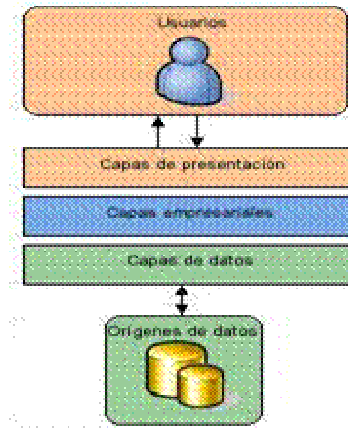 Usuarios
Capas de presentación
Capas empresariales
Capas de datos
Orígenes de datos